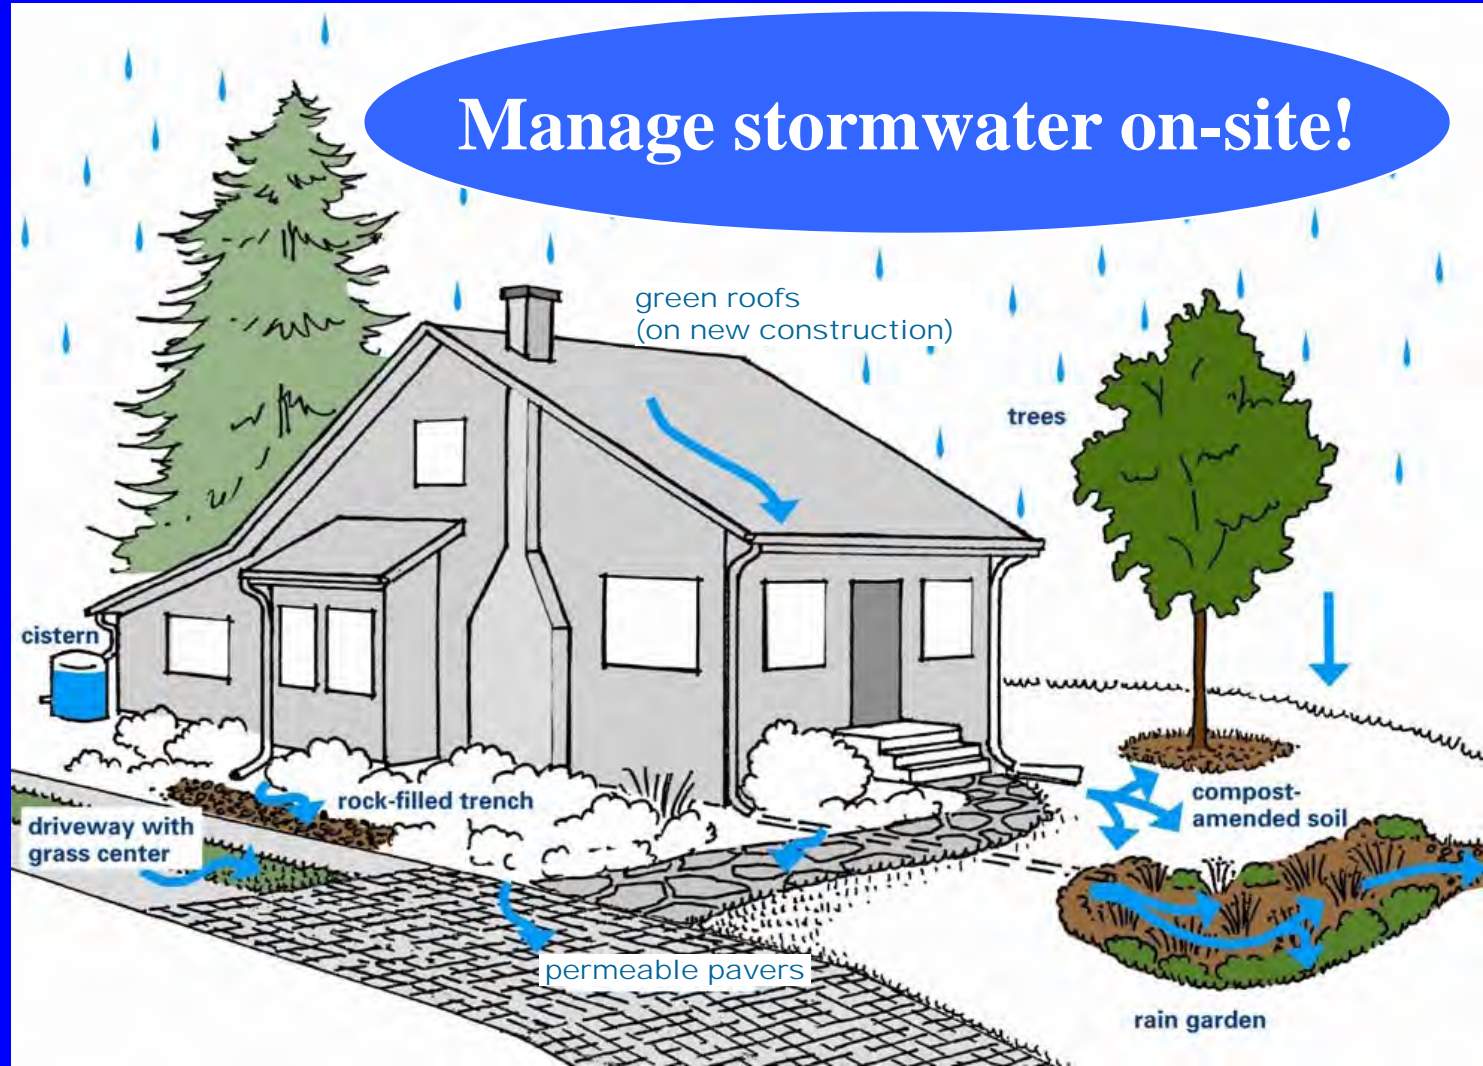 Manage stormwater on-site!
green roofs
(on new construction)
trees
cistern
rock-filled trench
driveway with
grass center
compost-
amended soil
permeable pavers
rain garden